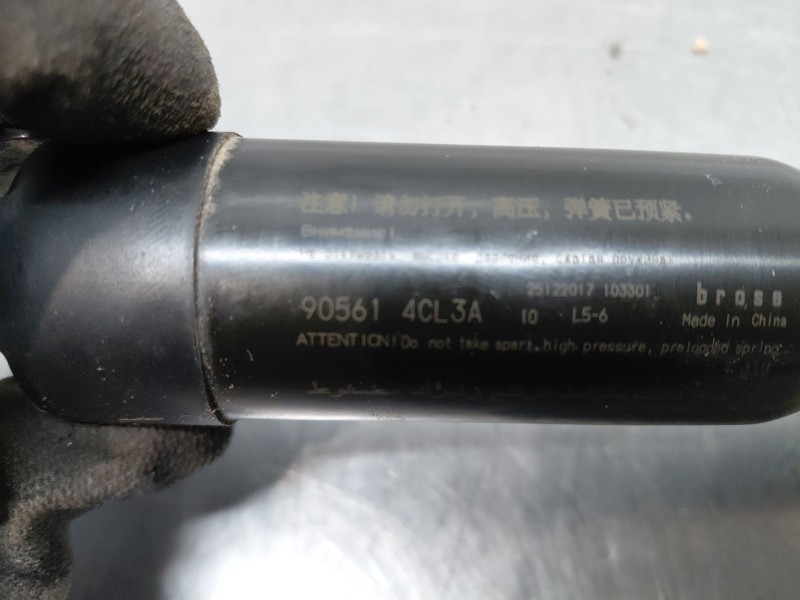 注意！请勿打开，高压，弹簧已预紧。
Внимание!
25122017 103301
brose
90561 4CL3A 10 L5-6
Made in China
ATTENTION! Do not take apart, high pressure, preloaded spring